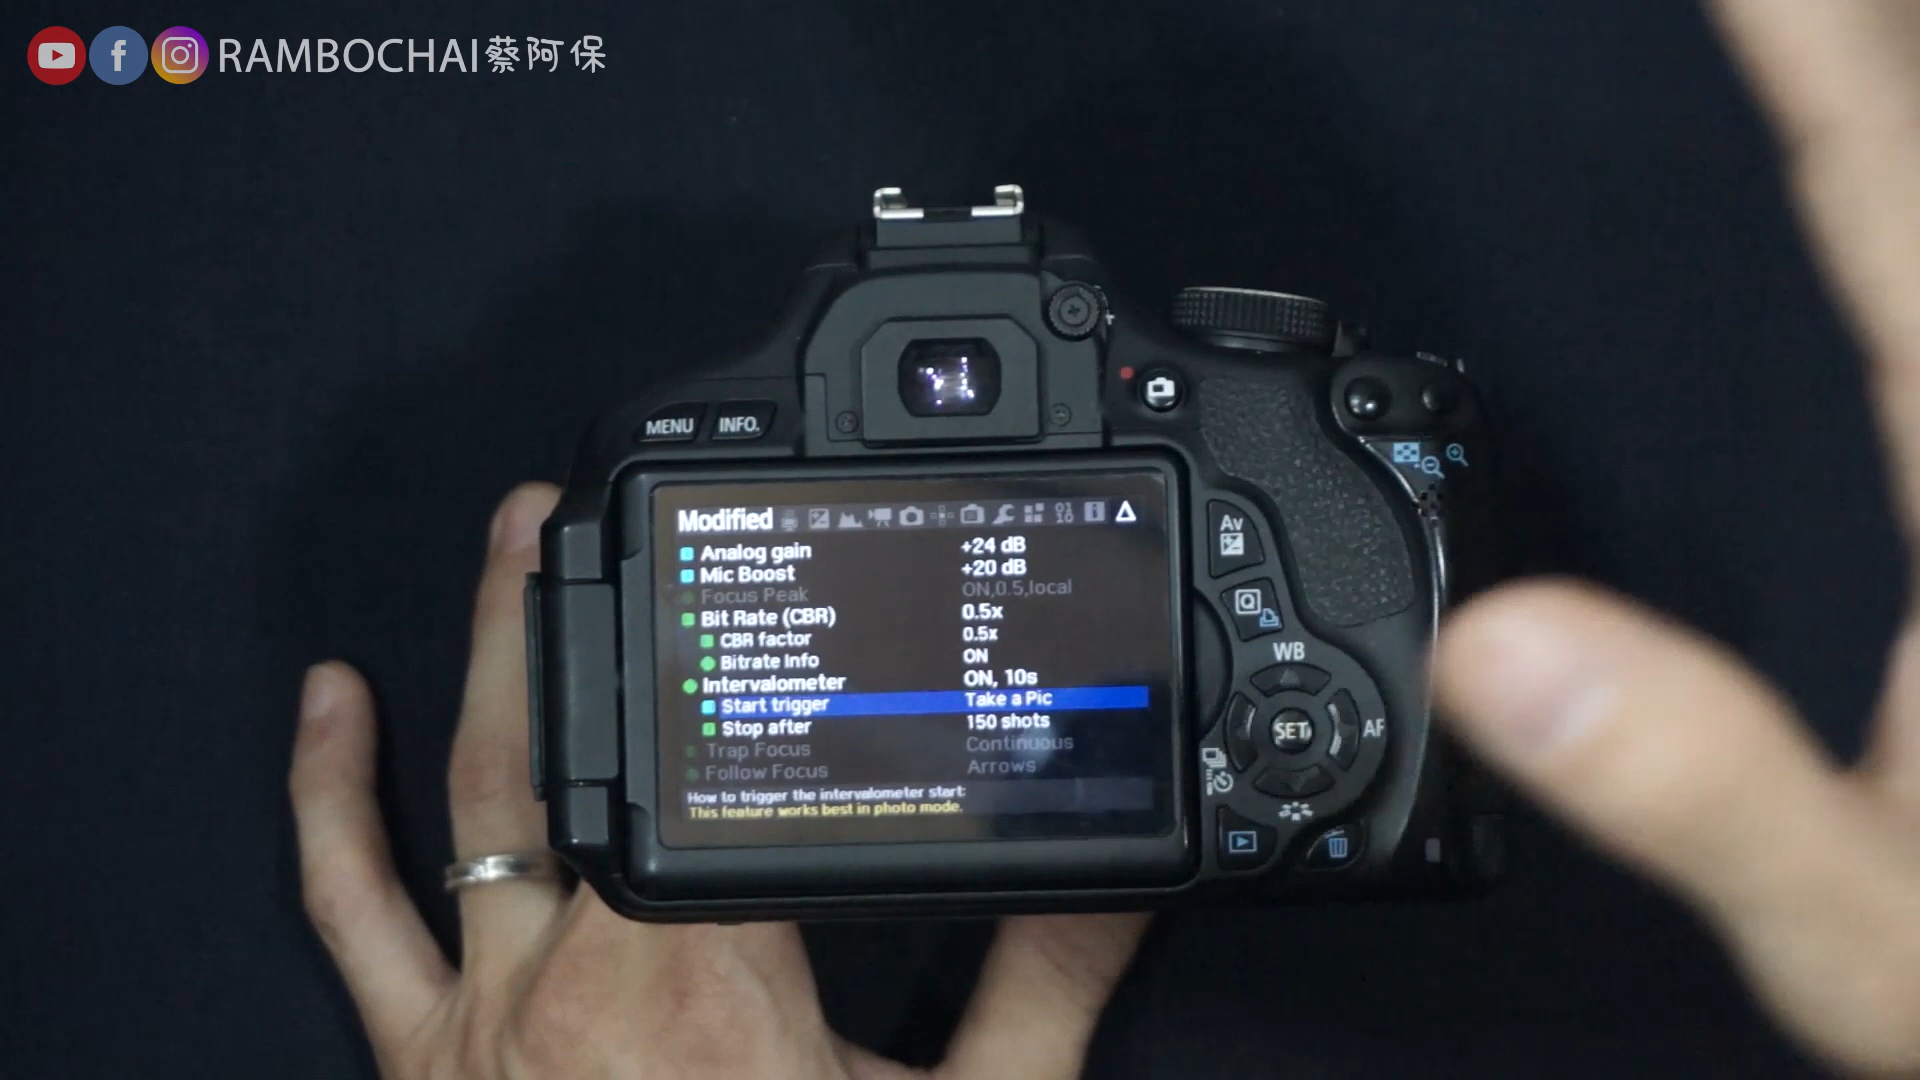 RAMBOCHAI蔡阿保
MENU
INFO.
Modified
Analog gain +24 dB
Mic Boost +20 dB
Focus Peak ON,0.5,local
Bit Rate (CBR) 0.5x
CBR factor 0.5x
Bitrate Info ON
Intervalometer ON, 10s
Start trigger Take a Pic
Stop after 150 shots
Trap Focus Continuous
Follow Focus Arrows
How to trigger the intervalometer start:
This feature works best in photo mode.
Av
Q
WB
SET
AF